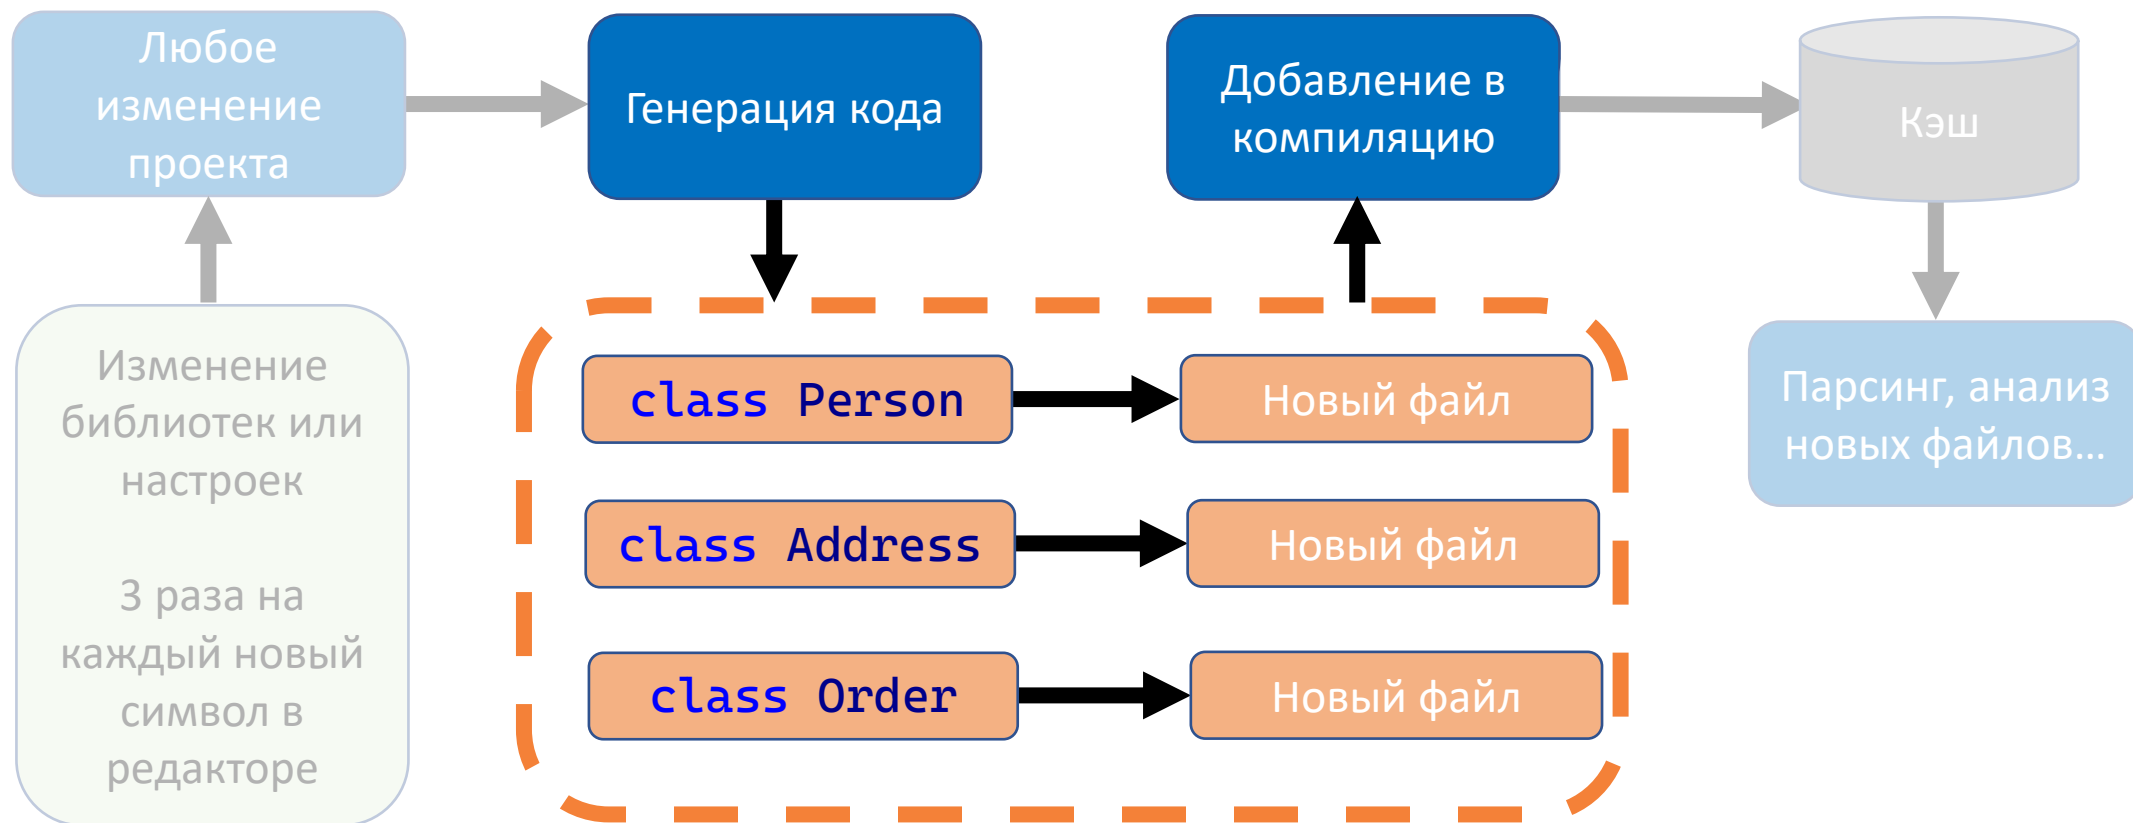 Любое
изменение
проекта
Генерация кода
Добавление в
компиляцию
Кэш
Изменение
библиотек или
настроек
3 раза на
каждый новый
символ в
редакторе
class Person
Новый файл
class Address
Новый файл
class Order
Новый файл
Парсинг, анализ
новых файлов…